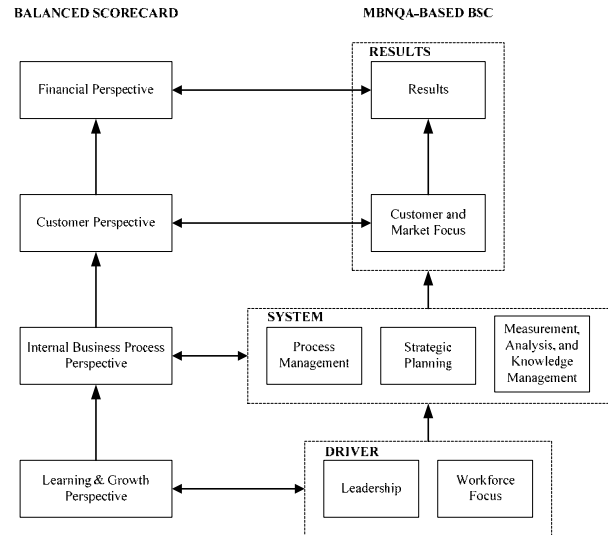 BALANCED SCORECARD
MBNQA-BASED BSC
RESULTS
Financial Perspective
Results
Customer Perspective
Customer and
Market Focus
SYSTEM
Internal Business Process
Perspective
Process
Management
Strategic
Planning
Measurement,
Analysis, and
Knowledge
Management
DRIVER
Learning & Growth
Perspective
Leadership
Workforce
Focus